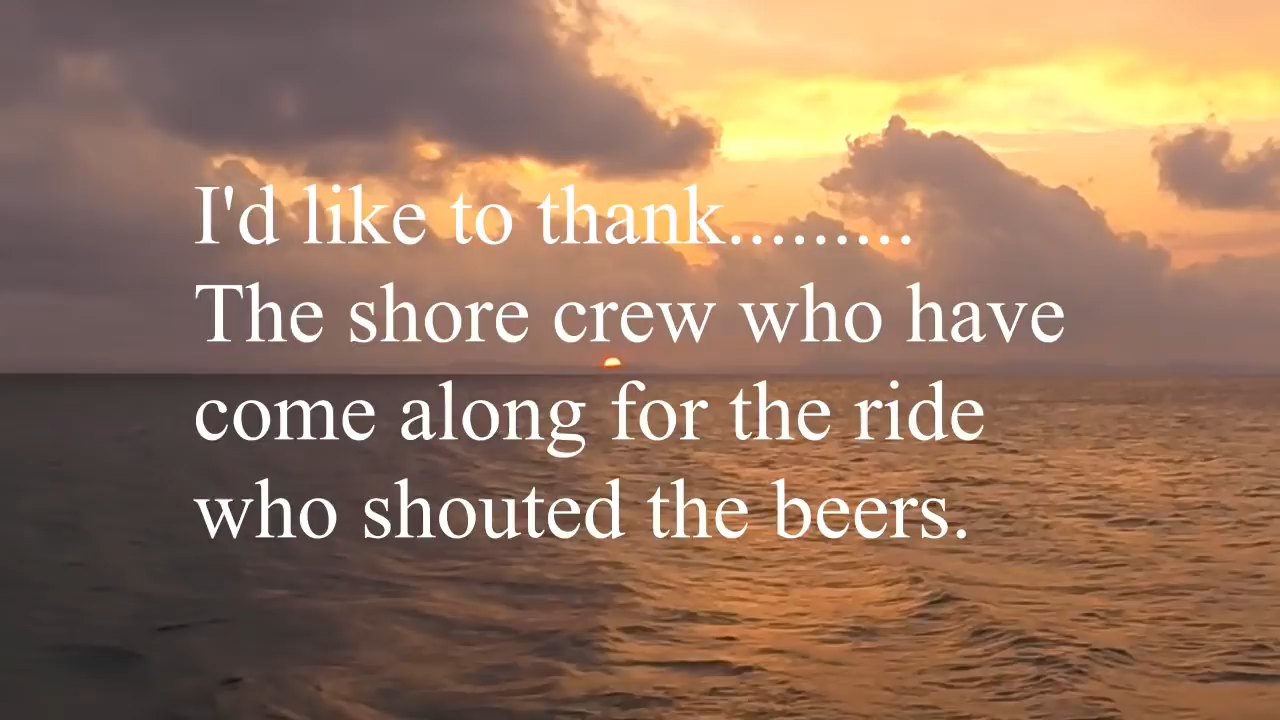 I'd like to thank.........
The shore crew who have
come along for the ride
who shouted the beers.